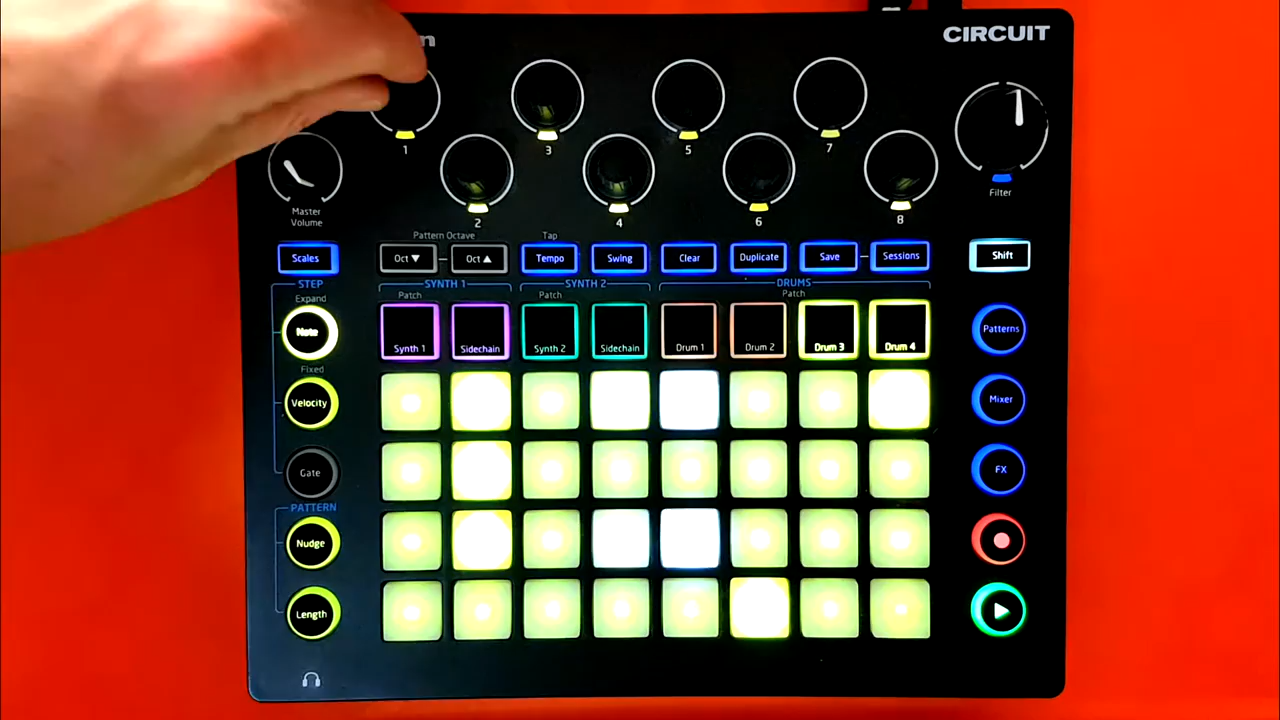 n
CIRCUIT
1
3
5
7
2
4
6
8
Filter
Master
Volume
Pattern Octave
Tap
Scales
Oct ▼
Oct ▲
Tempo
Swing
Clear
Duplicate
Save
Sessions
Shift
STEP
SYNTH 1
SYNTH 2
DRUMS
Expand
Patch
Patch
Patch
Note
Synth 1
Sidechain
Synth 2
Sidechain
Drum 1
Drum 2
Drum 3
Drum 4
Patterns
Fixed
Velocity
Mixer
Gate
FX
PATTERN
Nudge
Length